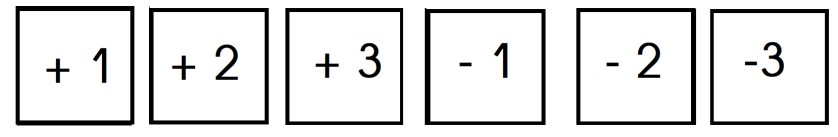 + 1 + 2 + 3 - 1 - 2 -3